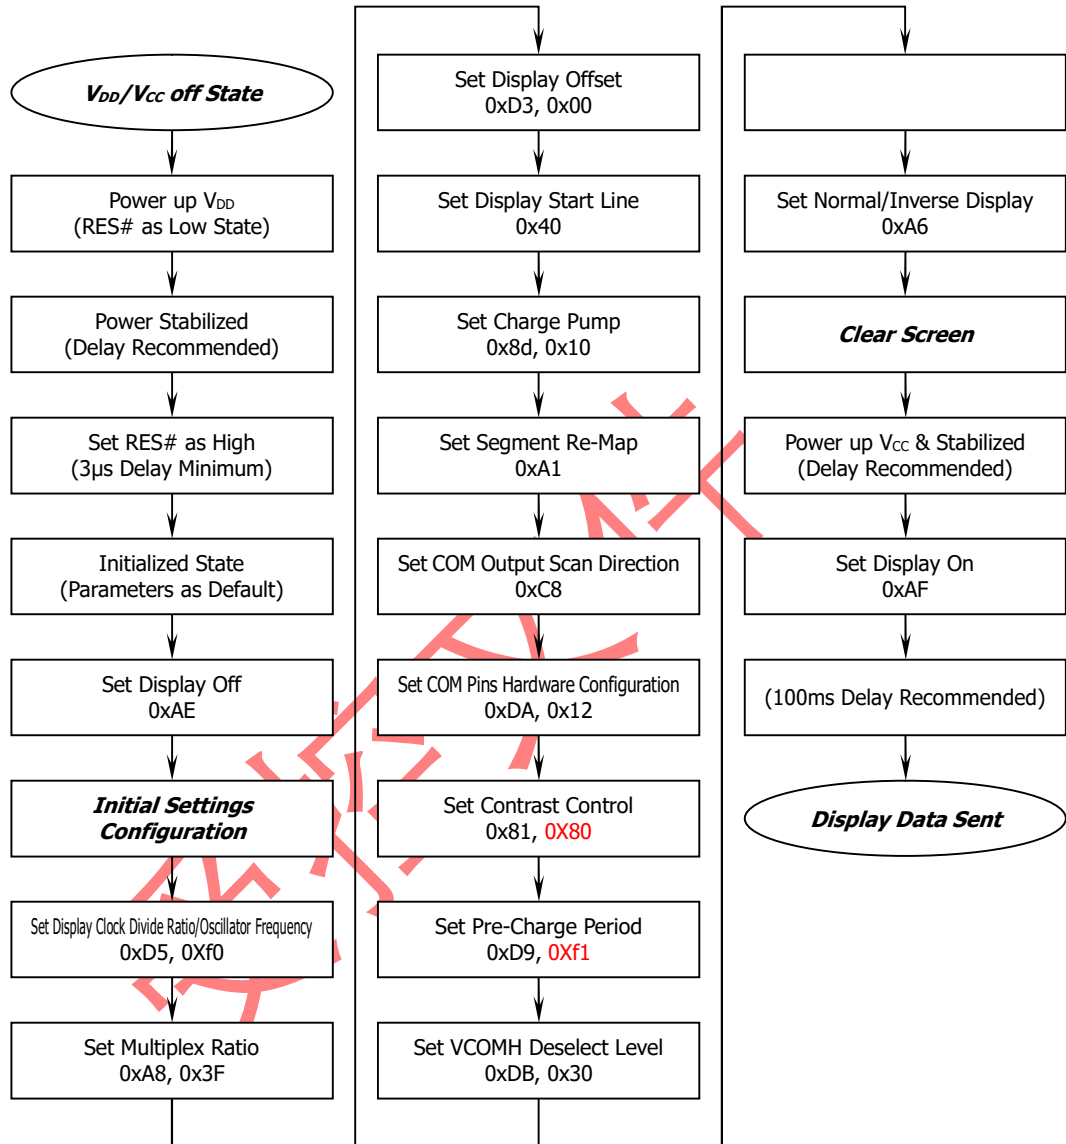 VDD/VCC off State
Power up VDD
(RES# as Low State)
Power Stabilized
(Delay Recommended)
Set RES# as High
(3μs Delay Minimum)
Initialized State
(Parameters as Default)
Set Display Off
0xAE
Initial Settings
Configuration
Set Display Clock Divide Ratio/Oscillator Frequency
0xD5, 0Xf0
Set Multiplex Ratio
0xA8, 0x3F
Set Display Offset
0xD3, 0x00
Set Display Start Line
0x40
Set Charge Pump
0x8d, 0x10
Set Segment Re-Map
0xA1
Set COM Output Scan Direction
0xC8
Set COM Pins Hardware Configuration
0xDA, 0x12
Set Contrast Control
0x81, 0X80
Set Pre-Charge Period
0xD9, 0Xf1
Set VCOMH Deselect Level
0xDB, 0x30
Set Normal/Inverse Display
0xA6
Clear Screen
Power up VCC & Stabilized
(Delay Recommended)
Set Display On
0xAF
(100ms Delay Recommended)
Display Data Sent